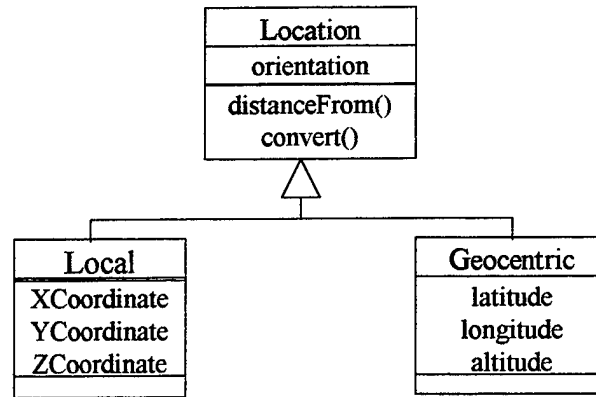 Location
orientation
distanceFrom()
convert()
Local
XCoordinate
YCoordinate
ZCoordinate
Geocentric
latitude
longitude
altitude